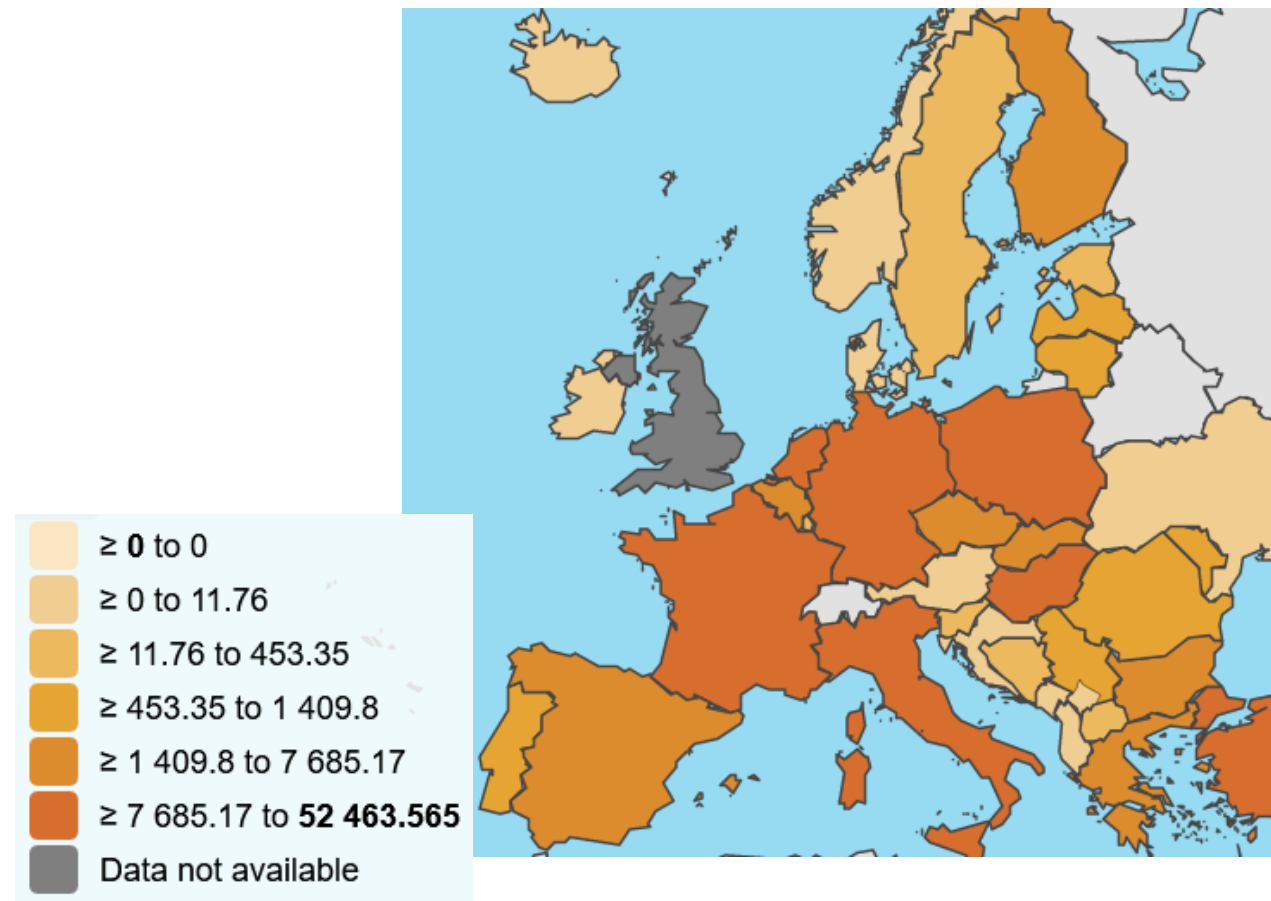 ≥ 0 to 0
≥ 0 to 11.76
≥ 11.76 to 453.35
≥ 453.35 to 1 409.8
≥ 1 409.8 to 7 685.17
≥ 7 685.17 to 52 463.565
Data not available